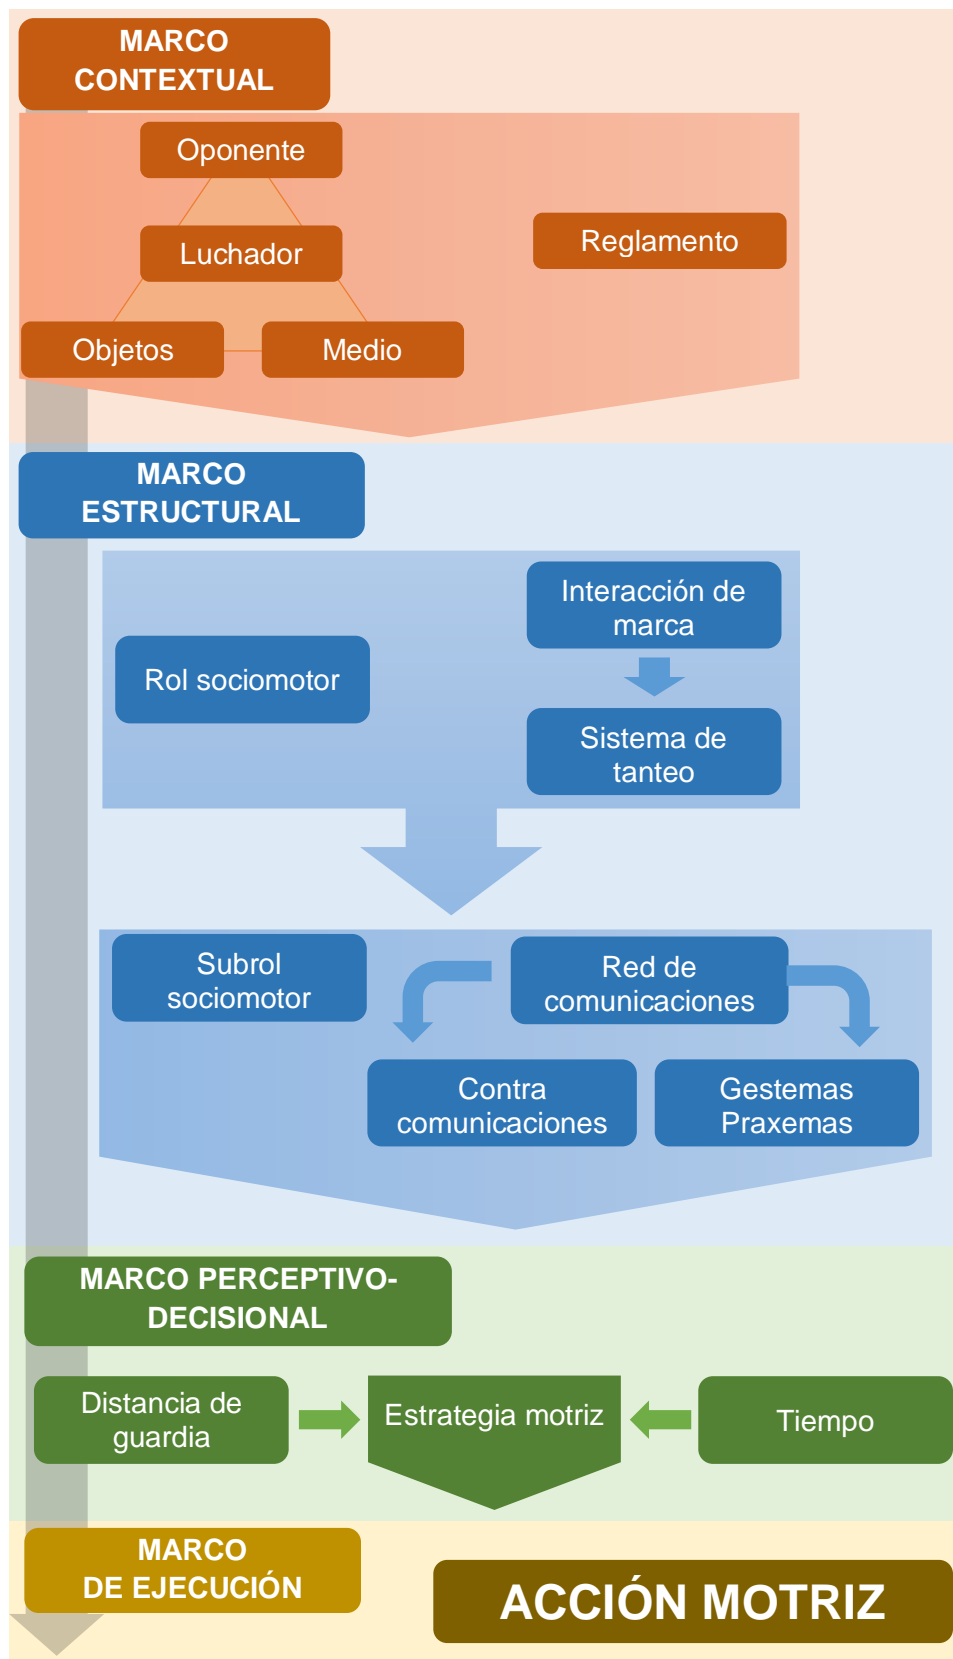 MARCO
CONTEXTUAL
Oponente
Luchador
Reglamento
Objetos
Medio
MARCO
ESTRUCTURAL
Interacción de
marca
Rol sociomotor
Sistema de
tanteo
Subrol
sociomotor
Red de
comunicaciones
Contra
comunicaciones
Gestemas
Praxemas
MARCO PERCEPTIVO-
DECISIONAL
Distancia de
guardia
Estrategia motriz
Tiempo
MARCO
DE EJECUCIÓN
ACCIÓN MOTRIZ